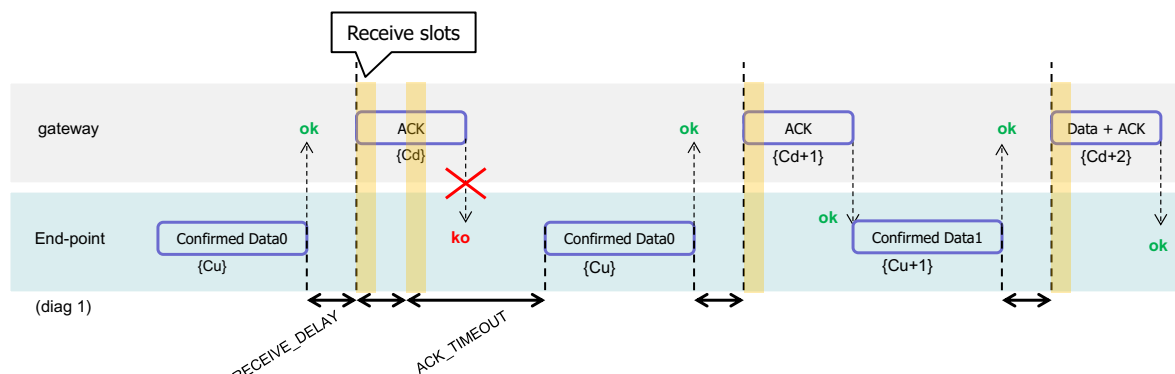 Receive slots
gateway
ok
ACK
{Cd}
ok
ACK
{Cd+1}
ok
Data + ACK
{Cd+2}
End-point
Confirmed Data0
{Cu}
ko
Confirmed Data0
{Cu}
ok
Confirmed Data1
{Cu+1}
ok
(diag 1)
RECEIVE_DELAY
ACK_TIMEOUT